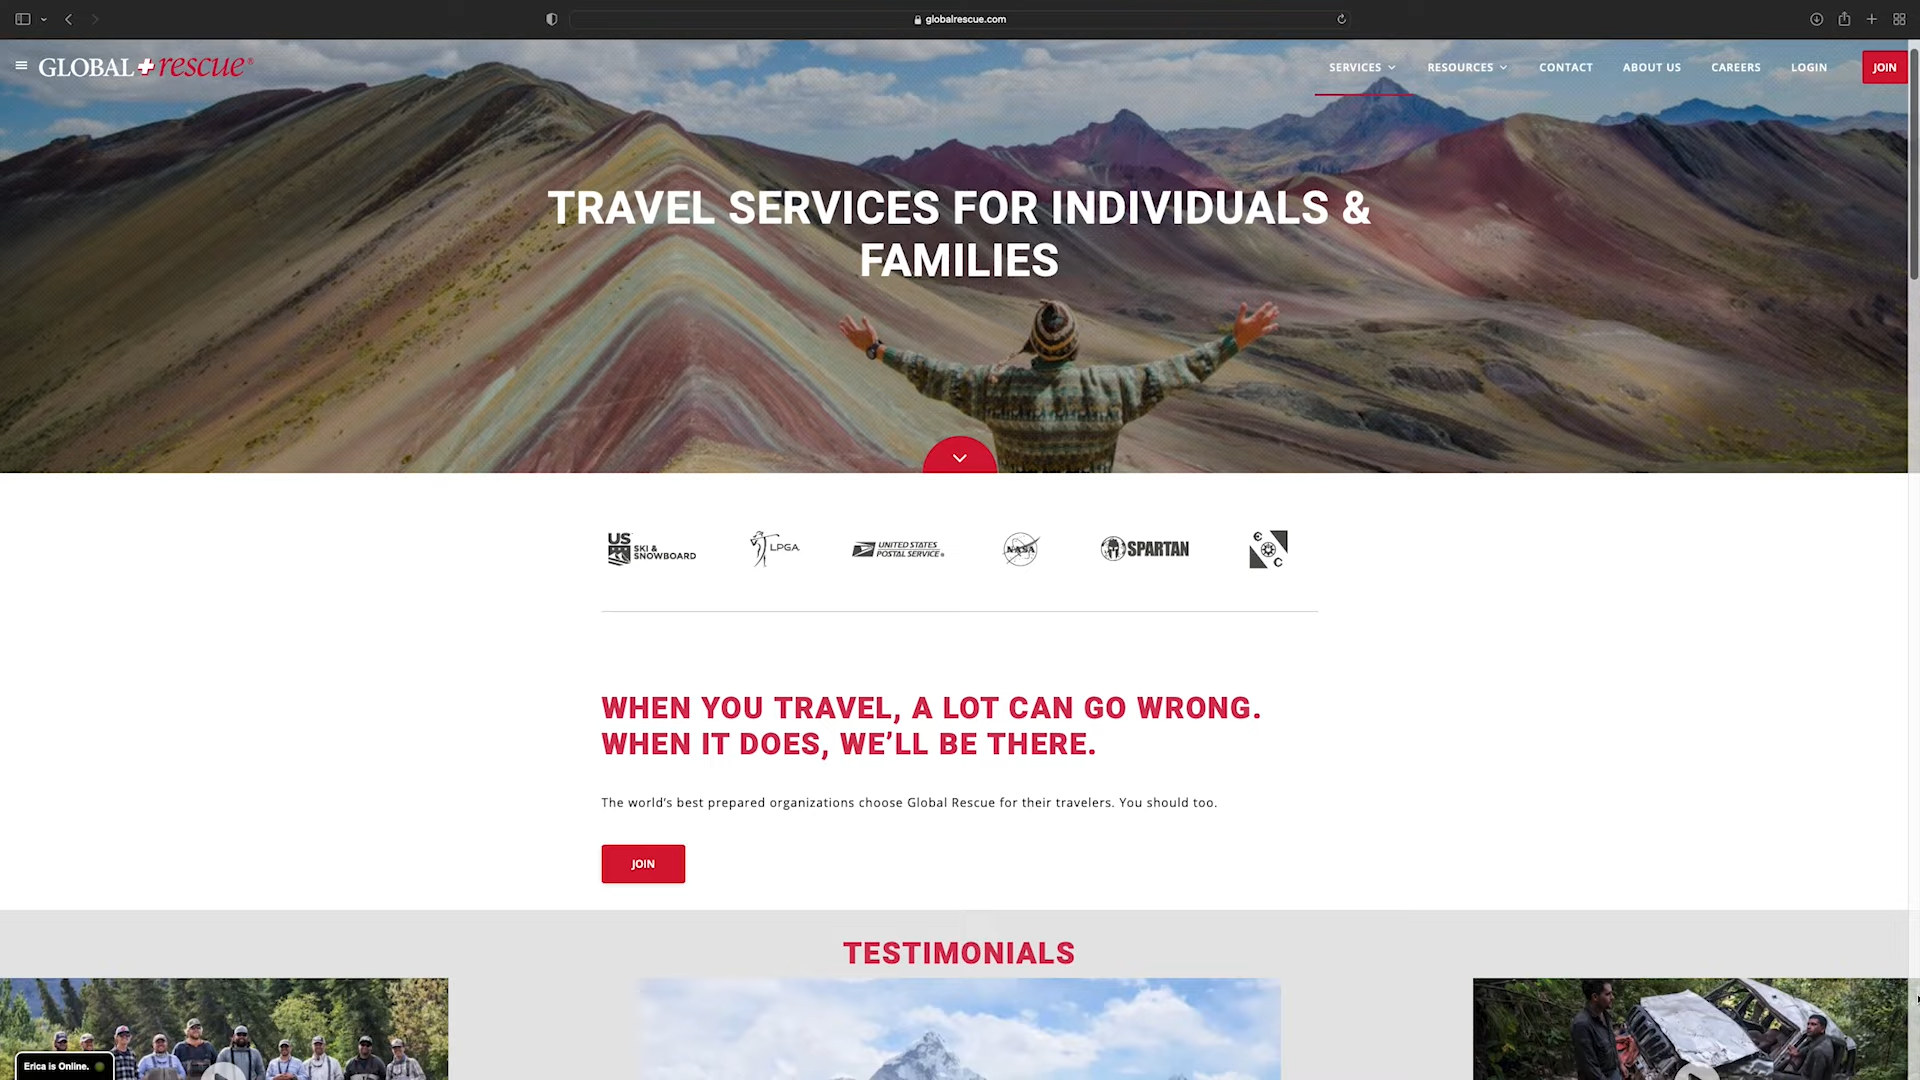 globalrescue.com
GLOBAL rescue®
SERVICES
RESOURCES
CONTACT
ABOUT US
CAREERS
LOGIN
JOIN
TRAVEL SERVICES FOR INDIVIDUALS &
FAMILIES
US
SKI &
SNOWBOARD
LPGA
UNITED STATES
POSTAL SERVICE®
NASA
SPARTAN
E
C
WHEN YOU TRAVEL, A LOT CAN GO WRONG.
WHEN IT DOES, WE’LL BE THERE.
The world's best prepared organizations choose Global Rescue for their travelers. You should too.
JOIN
TESTIMONIALS
Erica is Online.